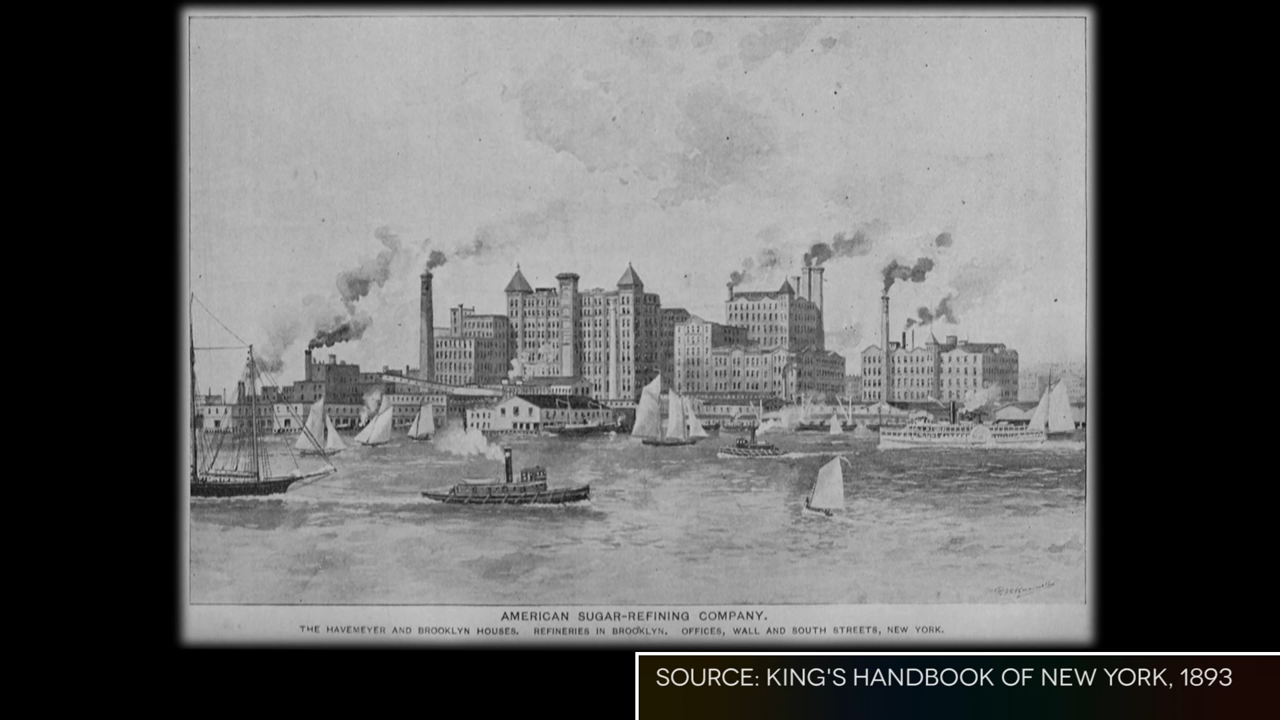 AMERICAN SUGAR-REFINING COMPANY.
THE HAVEMEYER AND BROOKLYN HOUSES. REFINERIES IN BROOKLYN. OFFICES, WALL AND SOUTH STREETS, NEW YORK.
SOURCE: KING'S HANDBOOK OF NEW YORK, 1893